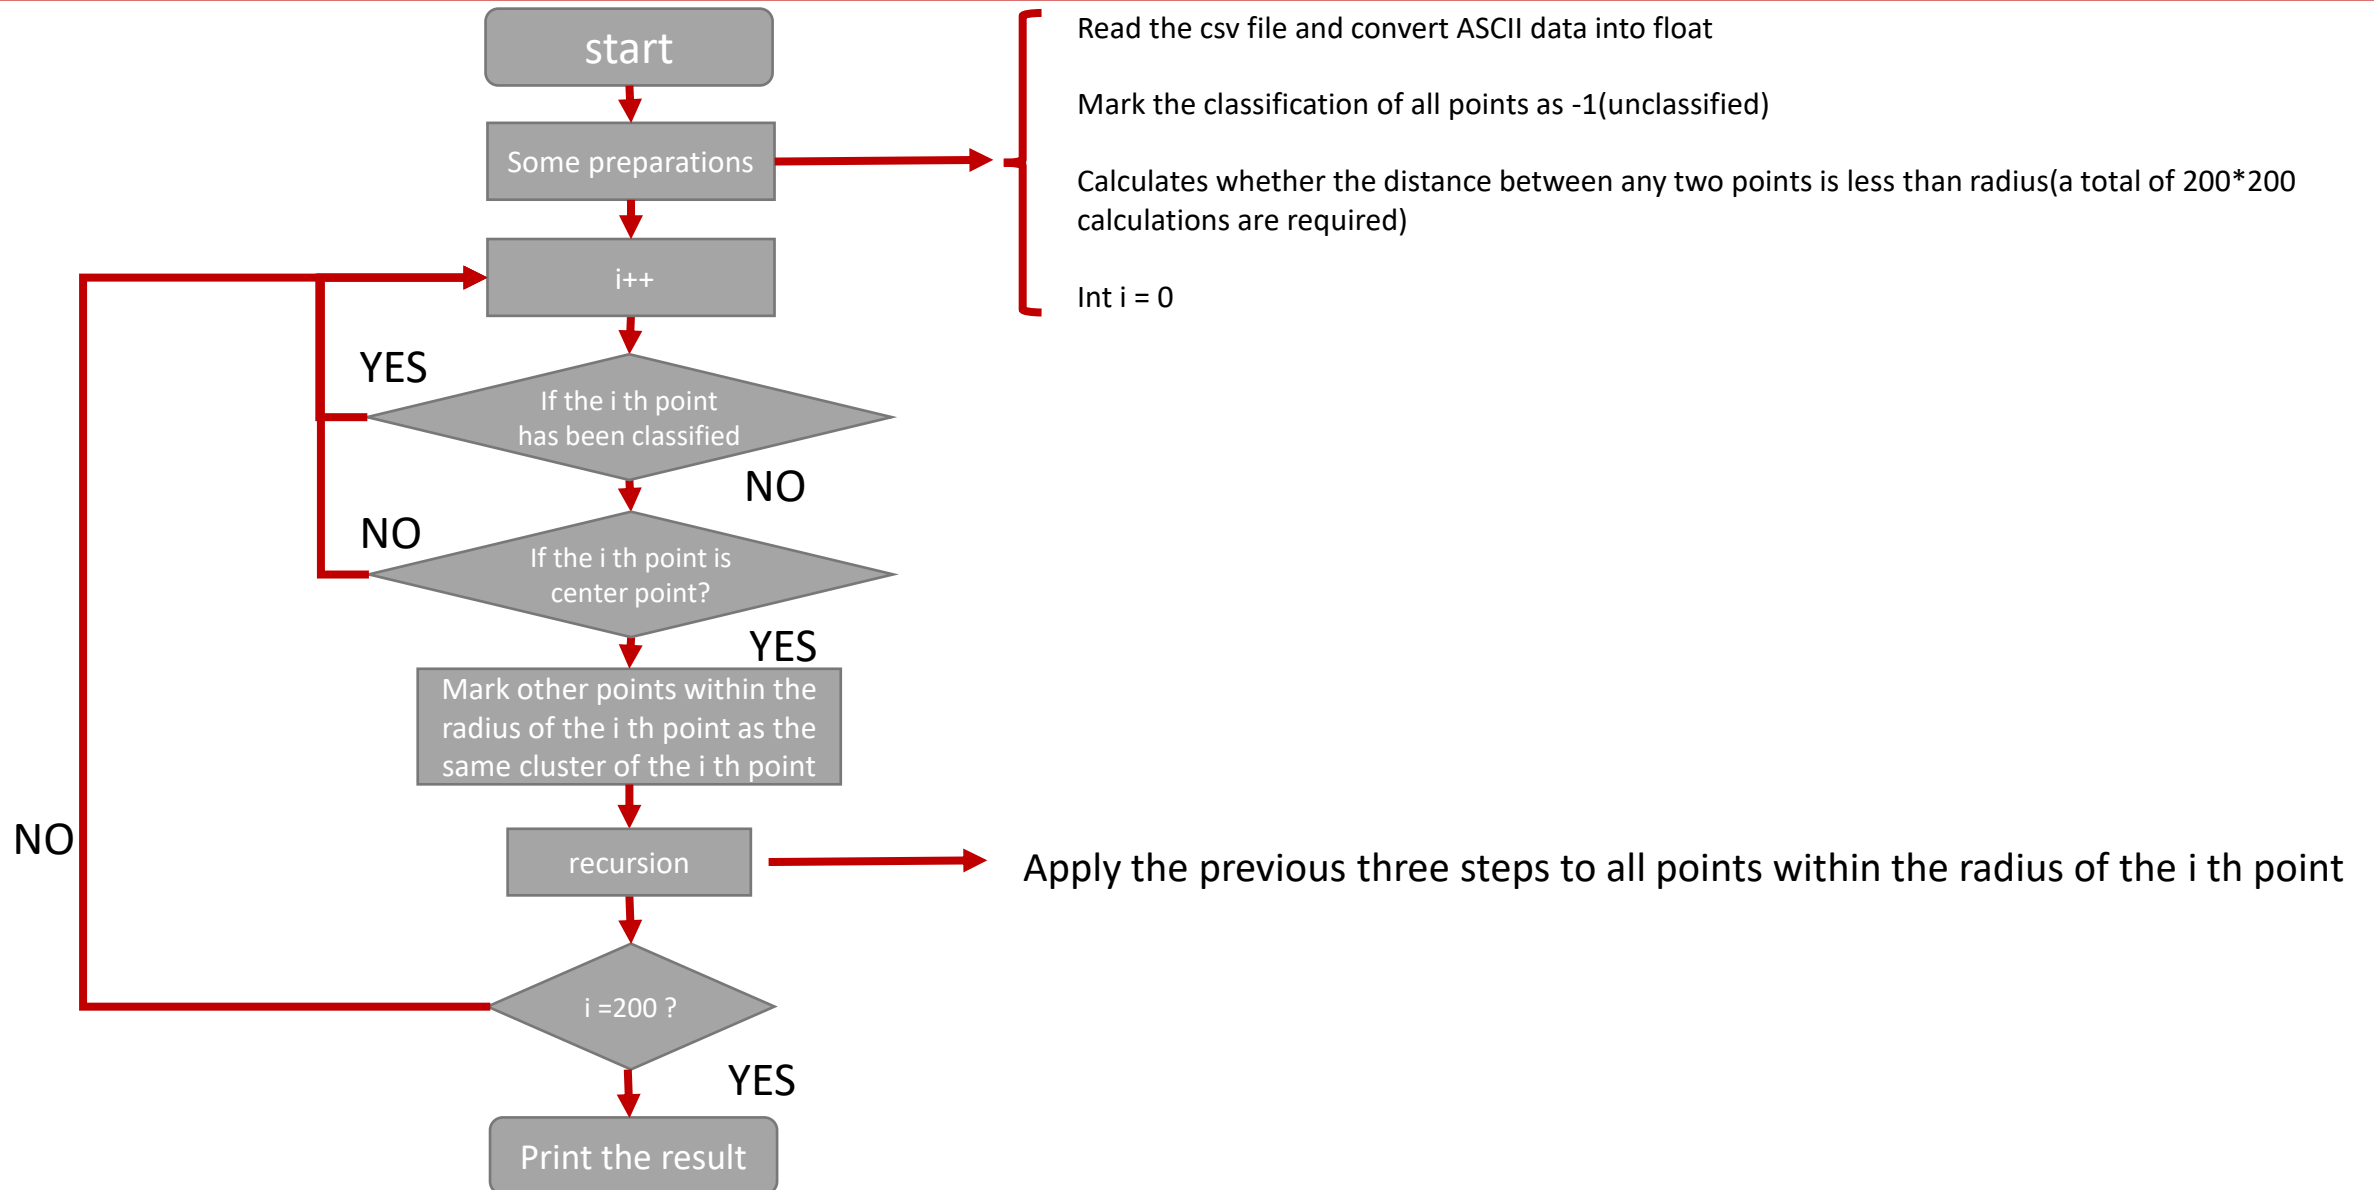 start
Read the csv file and convert ASCII data into float
Mark the classification of all points as -1(unclassified)
Some preparations
Calculates whether the distance between any two points is less than radius(a total of 200*200
calculations are required)
i++
Int i = 0
YES
If the i th point
has been classified
NO
NO
If the i th point is
center point?
YES
Mark other points within the
radius of the i th point as the
same cluster of the i th point
NO
recursion
Apply the previous three steps to all points within the radius of the i th point
i =200 ?
YES
Print the result